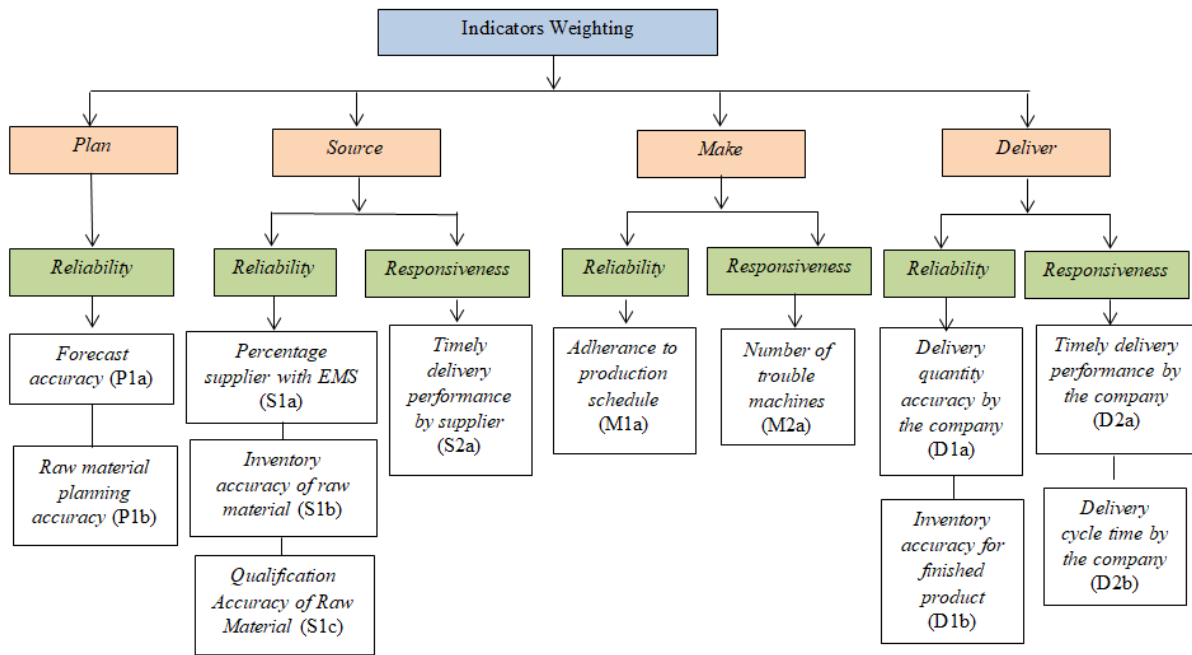 Indicators Weighting
Plan
Source
Make
Deliver
Reliability
Reliability
Responsiveness
Reliability
Responsiveness
Reliability
Responsiveness
Forecast
accuracy (P1a)
Raw material
planning
accuracy (P1b)
Percentage
supplier with EMS
(S1a)
Inventory
accuracy of raw
material (S1b)
Qualification
Accuracy of Raw
Material (S1c)
Timely
delivery
performance
by supplier
(S2a)
Adherance to
production
schedule
(M1a)
Number of
trouble
machines
(M2a)
Delivery
quantity
accuracy by
the company
(D1a)
Inventory
accuracy for
finished
product
(D1b)
Timely delivery
performance by
the company
(D2a)
Delivery
cycle time by
the company
(D2b)